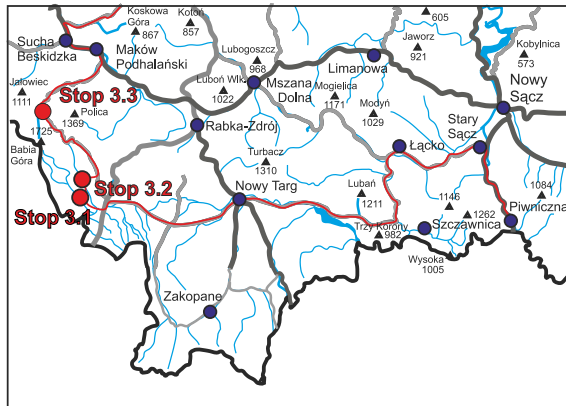 Koskowa
Góra
867
Kotoń
857
605
Sucha
Beskidzka
Maków
Podhalański
Lubogoszcz
968
Jaworz
921
Kobylnica
573
Limanowa
Jałowiec
1111
Stop 3.3
Luboń Wlk.
1022
Mszana
Dolna
Mogielica
1171
Modyń
1029
Nowy
Sącz
Polica
1369
1725
Babia
Góra
Rabka-Zdrój
Stary
Sącz
Łącko
Turbacz
1310
Stop 3.2
Stop 3.1
Nowy Targ
Lubań
1211
1146
1262
1084
Trzy Korony
982
Szczawnica
Piwniczna
Wysoka
1005
Zakopane